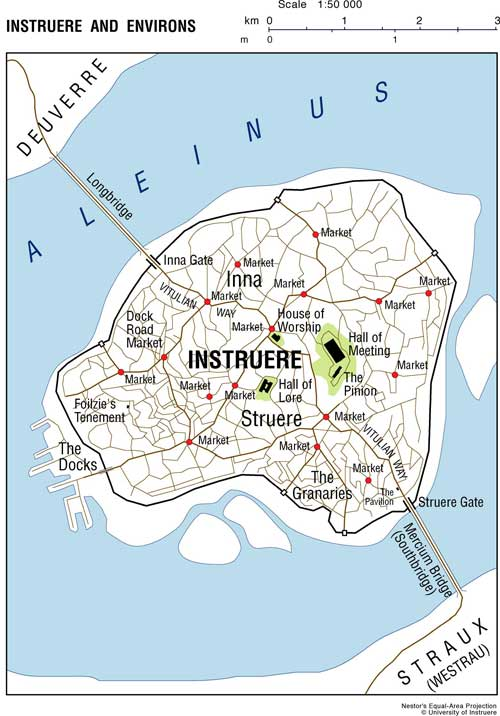 Scale 1:50 000
INSTRUERE AND ENVIRONS
km 0 1 2 3
m 0 1
DEUVERRE
ALEINUS
Longbridge
Market
Inna Gate
Market
Inna
Market
VITULIAN
WAY
Market
Market
Market
House of
Worship
Market
Dock
Road
Market
Hall of
Meeting
INSTRUERE
Market
The
Pinion
Market
Market
Hall of
Lore
Market
Foilzie's
Tenement
Struere
Market
VITULIAN WAY
Market
Market
The
Docks
The
Granaries
Market
The
Pavilion
Struere Gate
Mercium Bridge
(Southbridge)
STRAUX
(WESTRAU)
Nestor's Equal-Area Projection
© University of Instruere